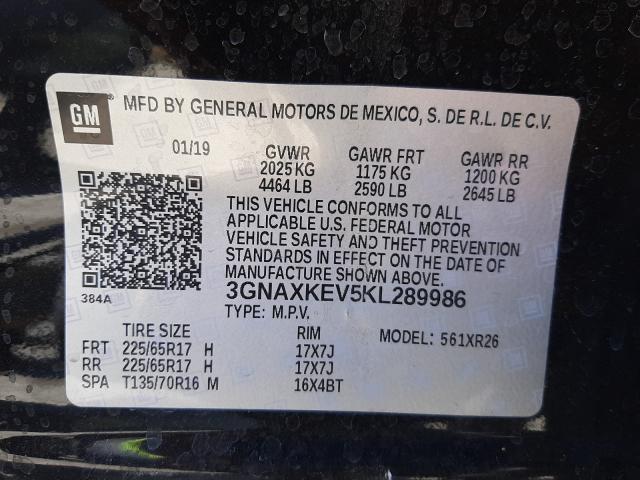 GM MFD BY GENERAL MOTORS DE MEXICO, S. DE R.L. DE C.V.
01/19 GVWR GAWR FRT GAWR RR
2025 KG 1175 KG 1200 KG
4464 LB 2590 LB 2645 LB
THIS VEHICLE CONFORMS TO ALL
APPLICABLE U.S. FEDERAL MOTOR
VEHICLE SAFETY AND THEFT PREVENTION
STANDARDS IN EFFECT ON THE DATE OF
MANUFACTURE SHOWN ABOVE.
384A
3GNAXKEV5KL289986
TYPE: M.P.V.
TIRE SIZE RIM MODEL: 561XR26
FRT 225/65R17 H 17X7J
RR 225/65R17 H 17X7J
SPA T135/70R16 M 16X4BT